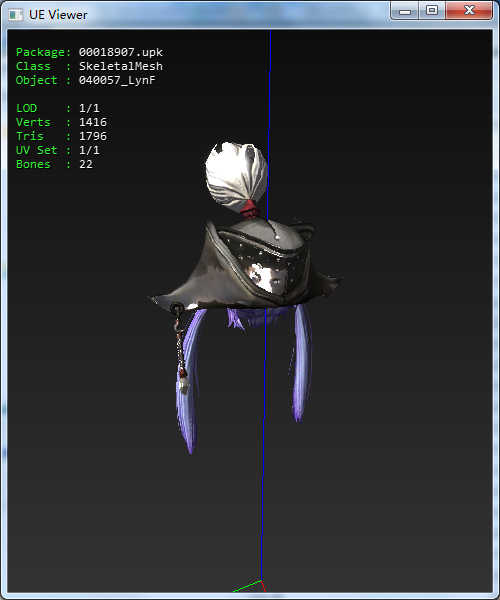 UE Viewer
Package: 00018907.upk
Class  : SkeletalMesh
Object : 040057_LynF
LOD    : 1/1
Verts  : 1416
Tris   : 1796
UV Set : 1/1
Bones  : 22